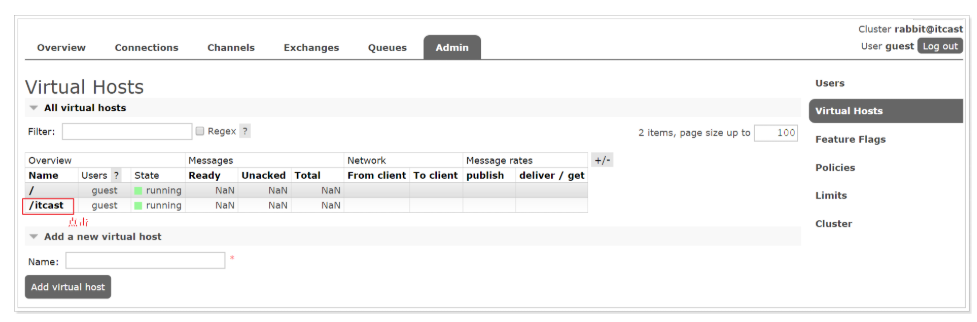 Cluster rabbit@itcast
User guest Log out
Overview Connections Channels Exchanges Queues Admin
Virtual Hosts
All virtual hosts
Filter: Regex ? 2 items, page size up to 100
Overview Messages Network Message rates +/-
Name Users ? State Ready Unacked Total From client To client publish deliver / get
/ guest running NaN NaN NaN
/itcast guest running NaN NaN NaN
点击
Add a new virtual host
Name: *
Add virtual host
Users
Virtual Hosts
Feature Flags
Policies
Limits
Cluster